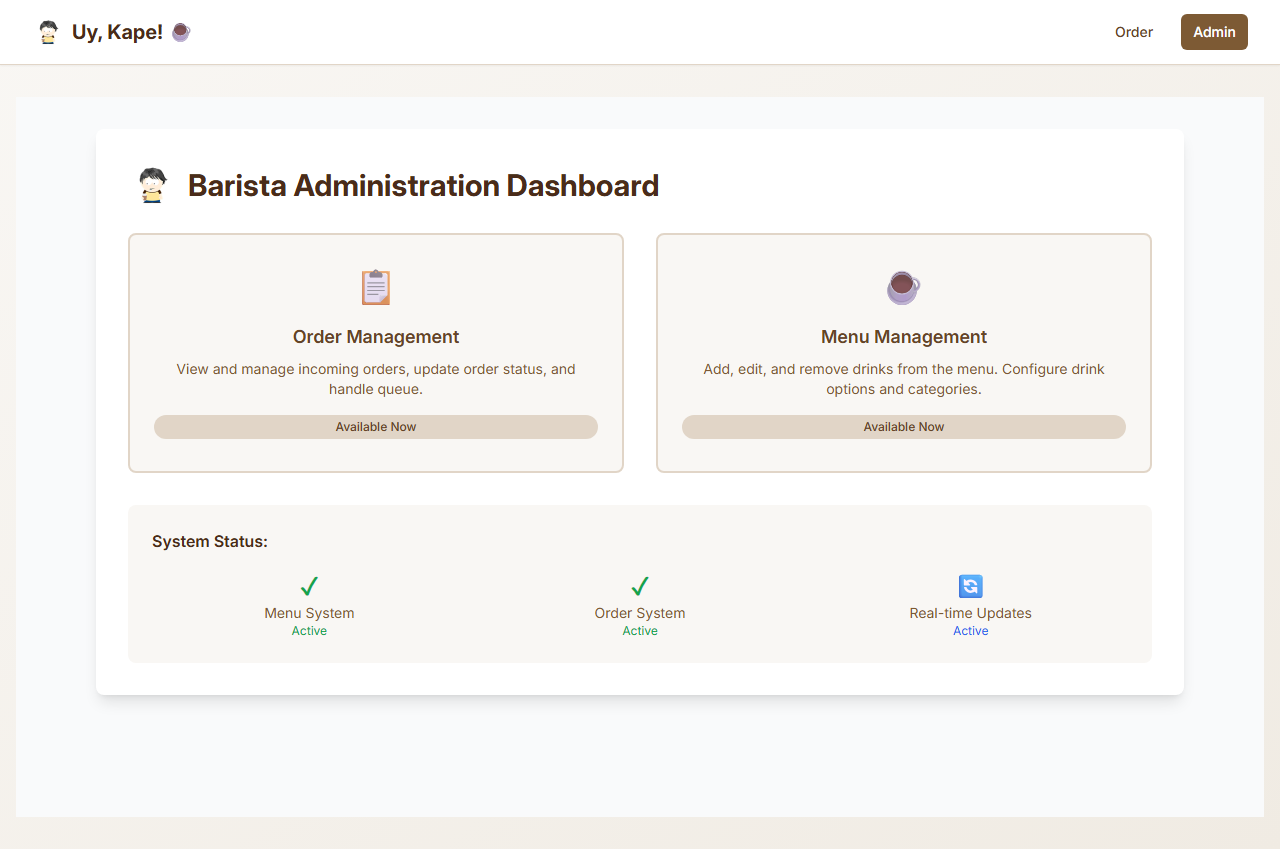 Uy, Kape!
Order
Admin
Barista Administration Dashboard
Order Management
View and manage incoming orders, update order status, and
handle queue.
Available Now
Menu Management
Add, edit, and remove drinks from the menu. Configure drink
options and categories.
Available Now
System Status:
Menu System
Active
Order System
Active
Real-time Updates
Active